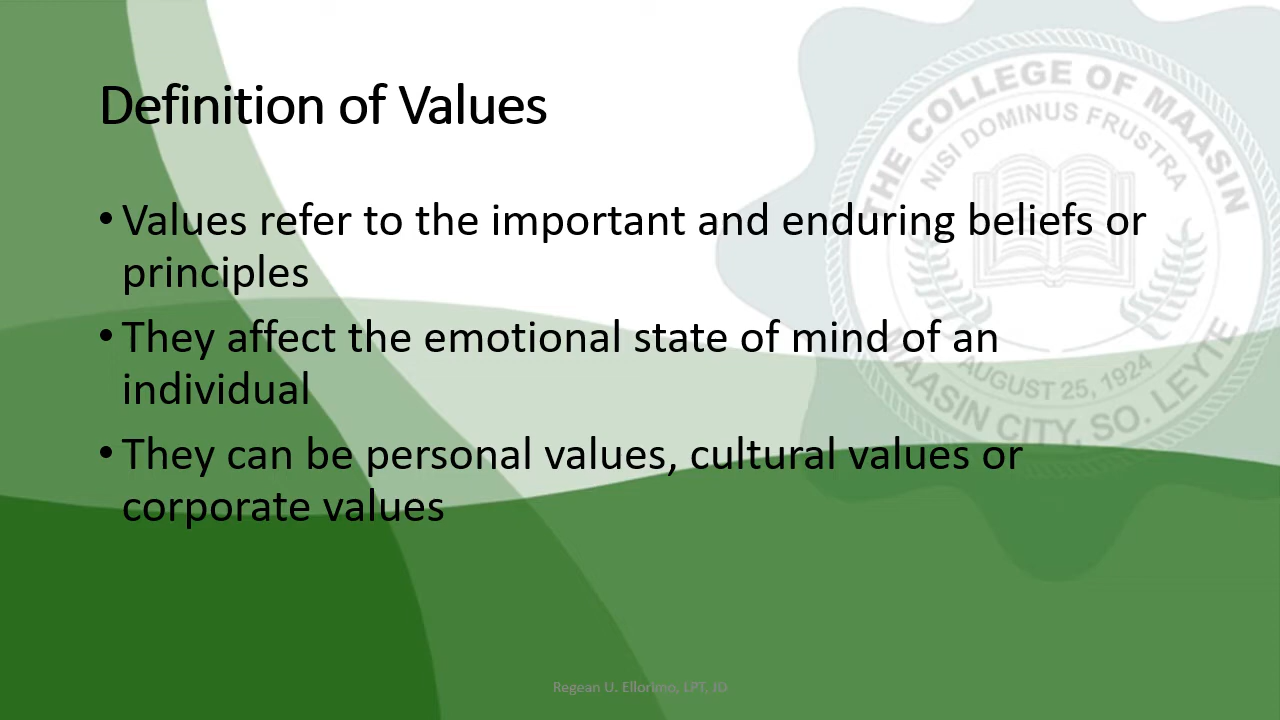 Definition of Values
• Values refer to the important and enduring beliefs or
principles
• They affect the emotional state of mind of an
individual
• They can be personal values, cultural values or
corporate values
THE COLLEGE OF MAASIN
NISI DOMINUS FRUSTRA
AUGUST 25, 1924
MAASIN CITY, SO. LEYTE
Regean U. Ellorimo, LPT, JD